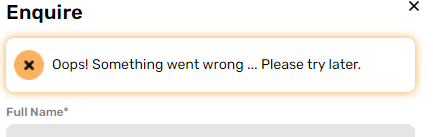 Enquire
Oops! Something went wrong ... Please try later.
Full Name*